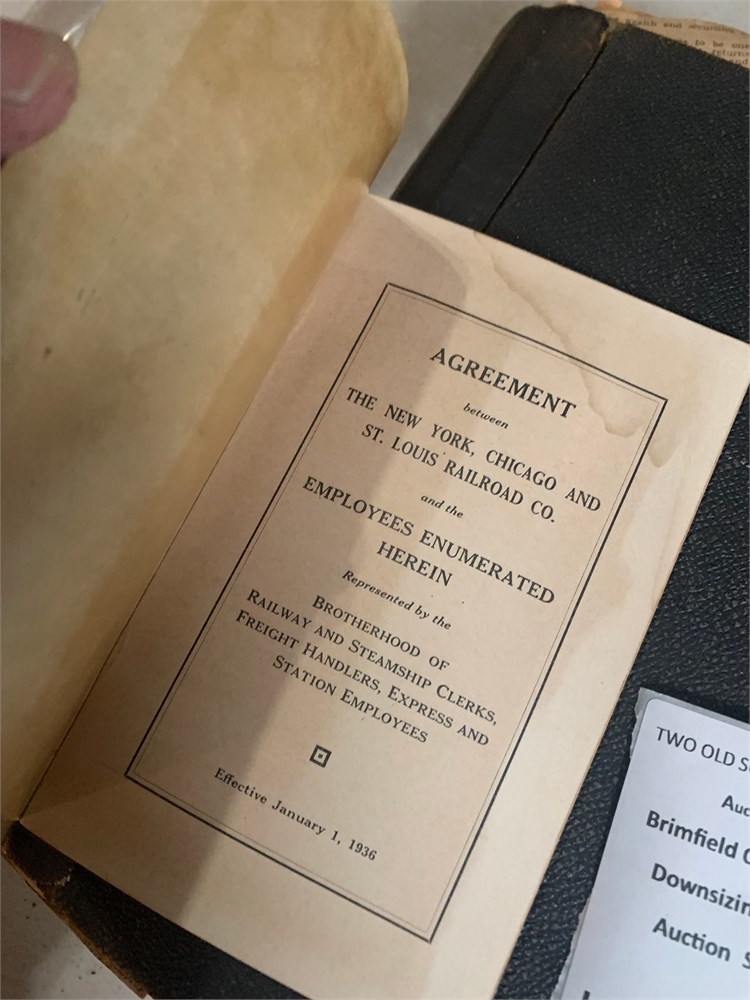 AGREEMENT
between
THE NEW YORK, CHICAGO AND
ST. LOUIS RAILROAD CO.
and the
EMPLOYEES ENUMERATED
HEREIN
Represented by the
BROTHERHOOD OF
RAILWAY AND STEAMSHIP CLERKS,
FREIGHT HANDLERS, EXPRESS AND
STATION EMPLOYEES
Effective January 1, 1936
TWO OLD
Brimfield
Auction